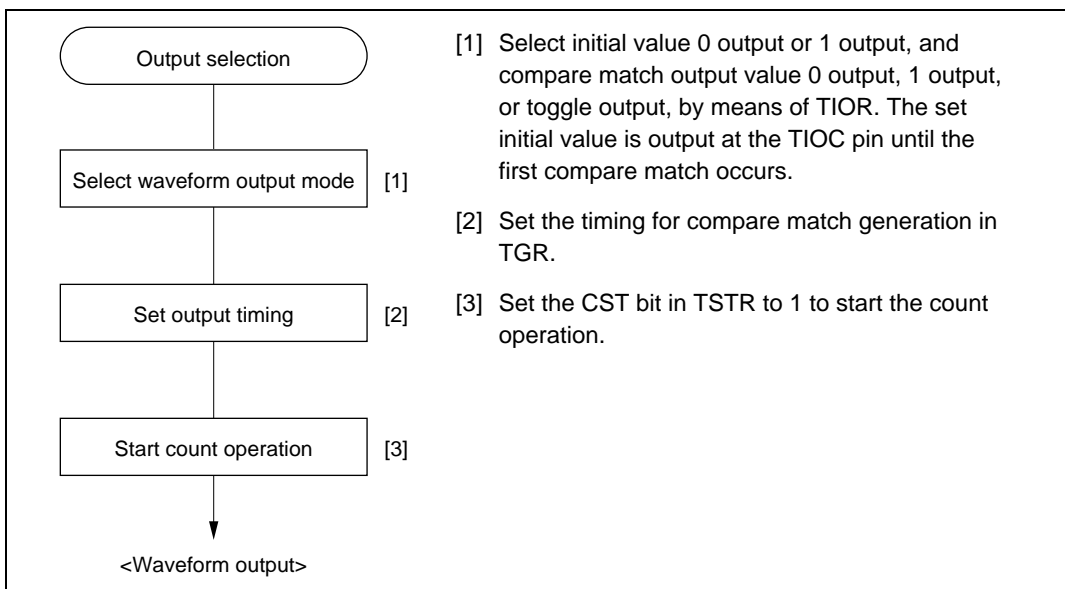 Output selection
Select waveform output mode [1]
Set output timing [2]
Start count operation [3]
<Waveform output>
[1] Select initial value 0 output or 1 output, and
compare match output value 0 output, 1 output,
or toggle output, by means of TIOR. The set
initial value is output at the TIOC pin until the
first compare match occurs.
[2] Set the timing for compare match generation in
TGR.
[3] Set the CST bit in TSTR to 1 to start the count
operation.